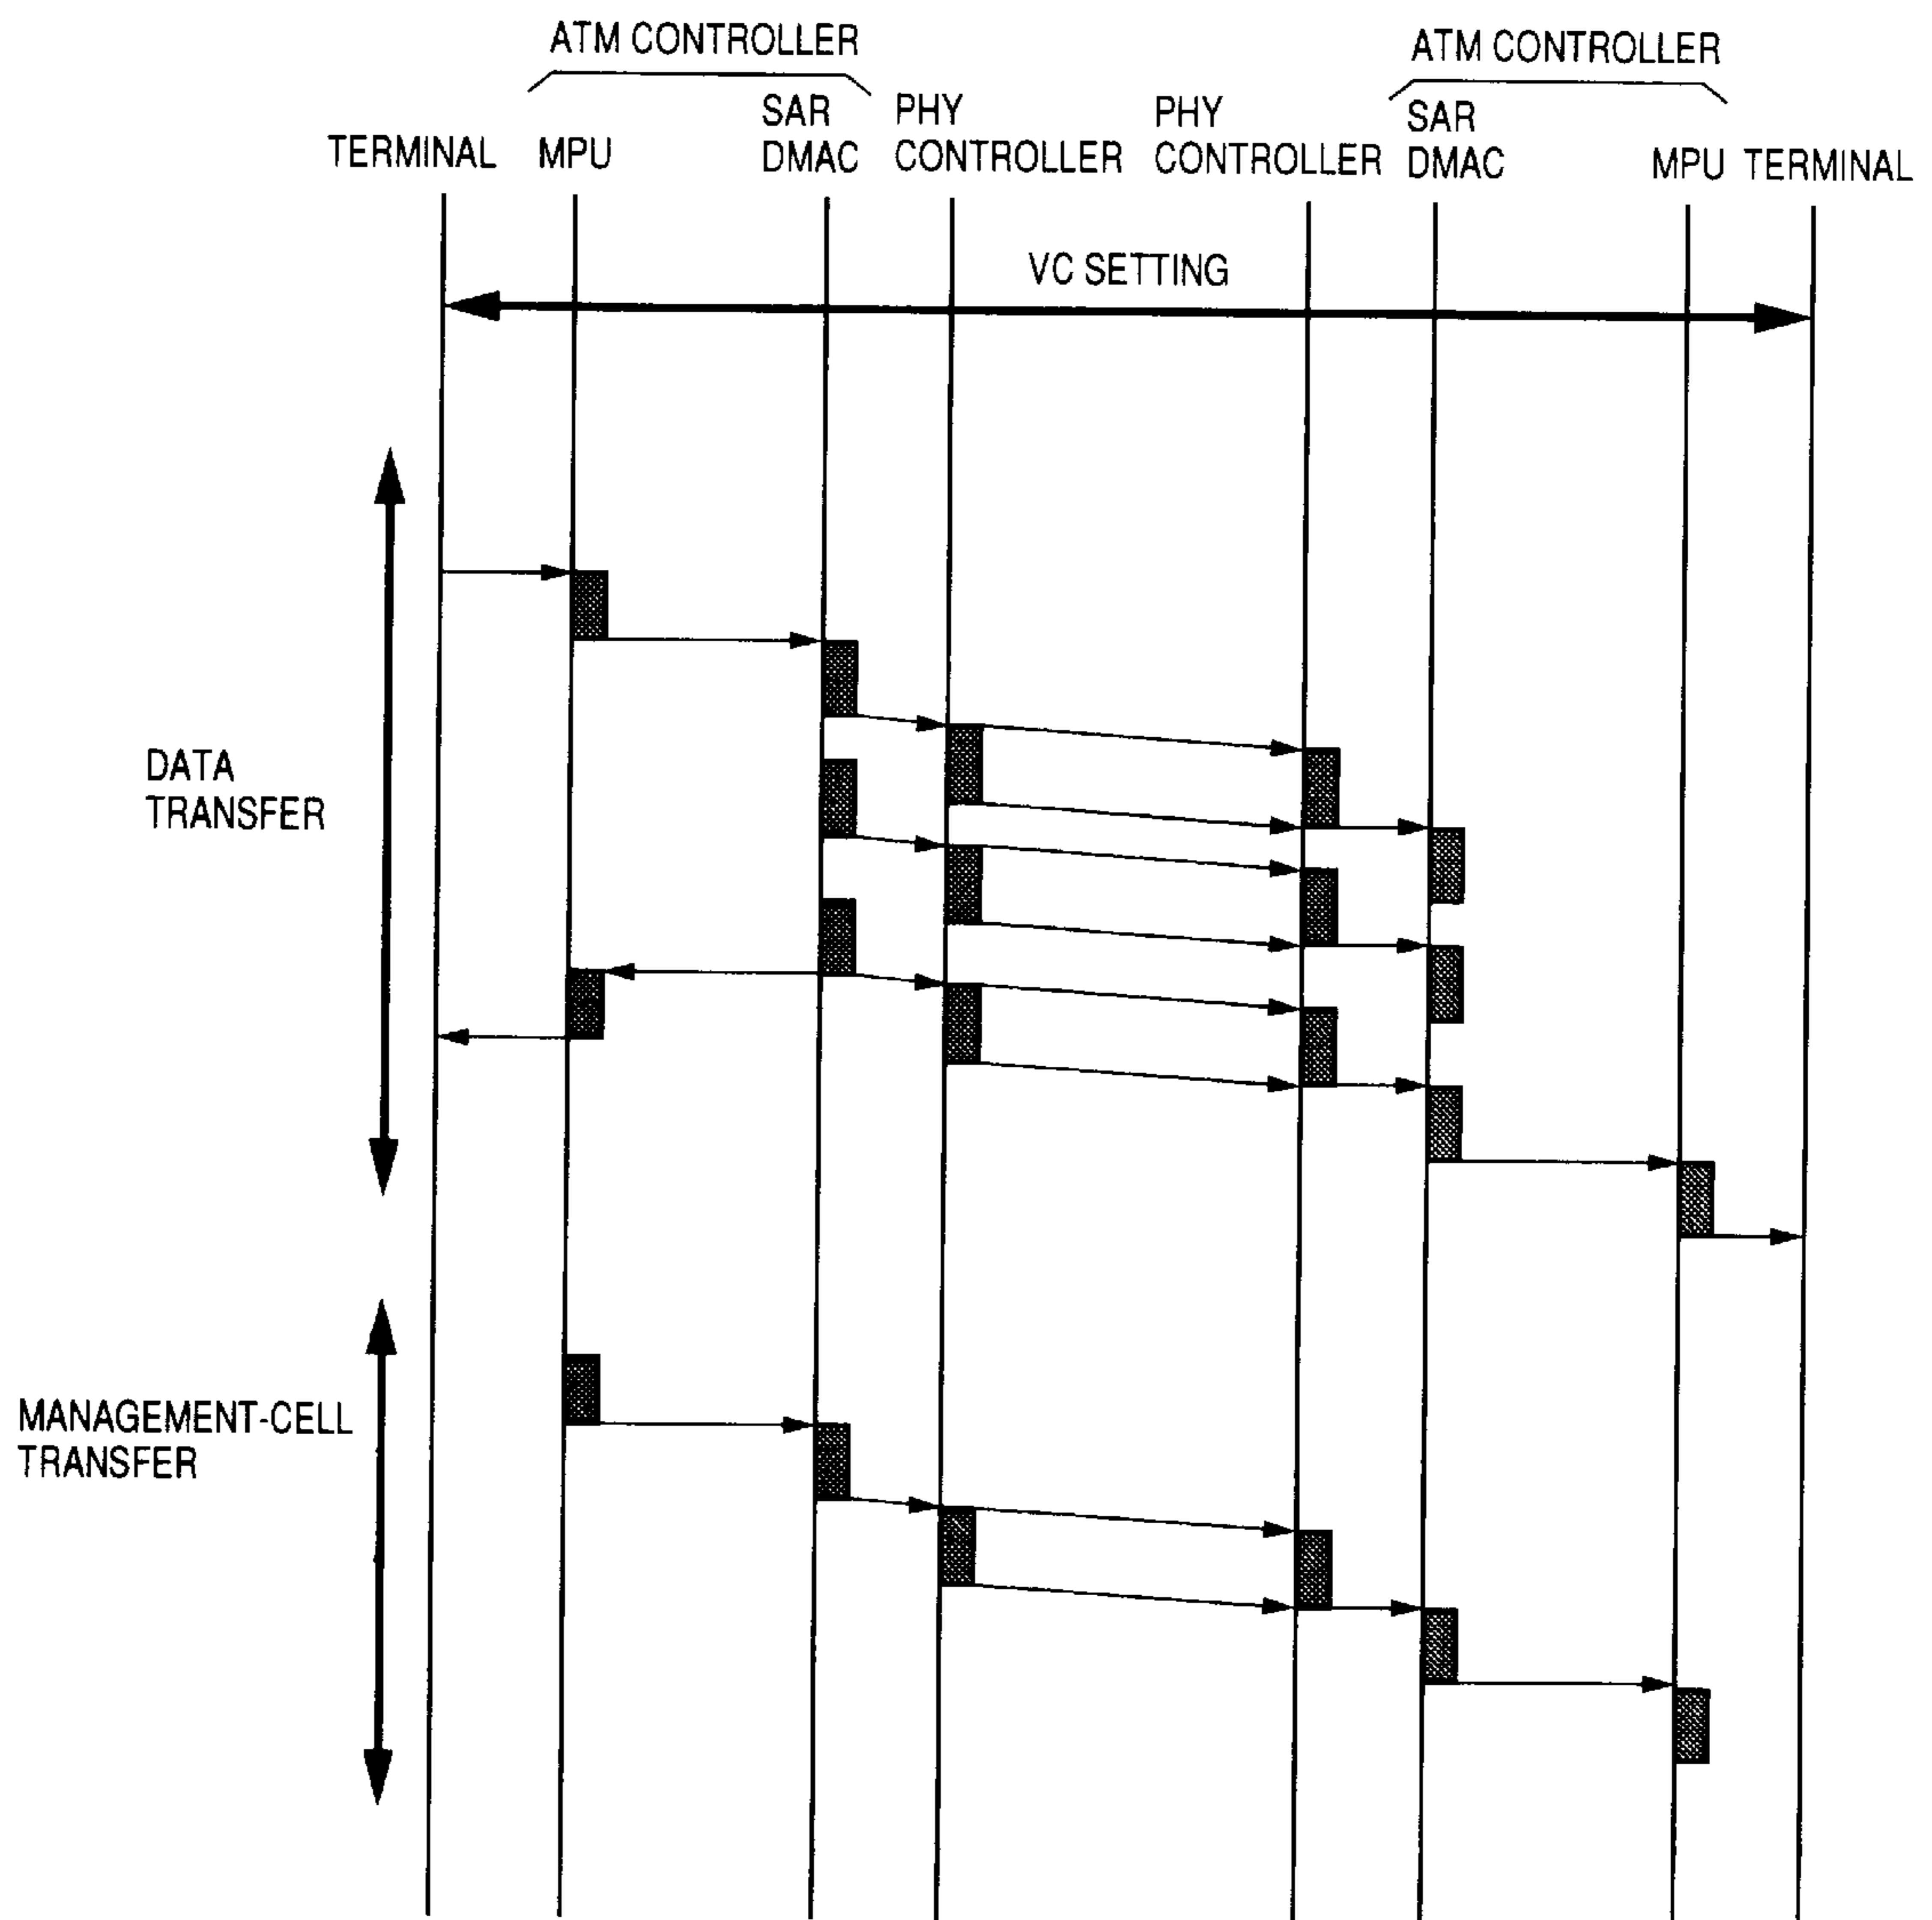 ATM CONTROLLER
ATM CONTROLLER
TERMINAL
MPU
SAR
DMAC
PHY
CONTROLLER
PHY
CONTROLLER
SAR
DMAC
MPU
TERMINAL
VC SETTING
DATA
TRANSFER
MANAGEMENT-CELL
TRANSFER